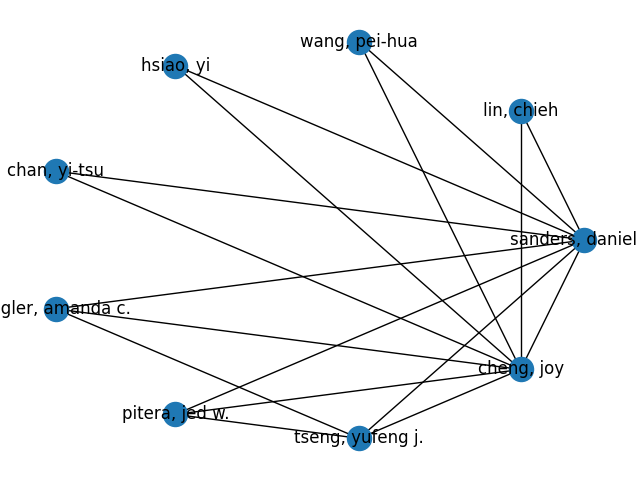 wang, pei-hua
hsiao, yi
lin, chieh
chan, yi-tsu
sanders, daniel
gler, amanda c.
cheng, joy
pitera, jed w.
tseng, yufeng j.